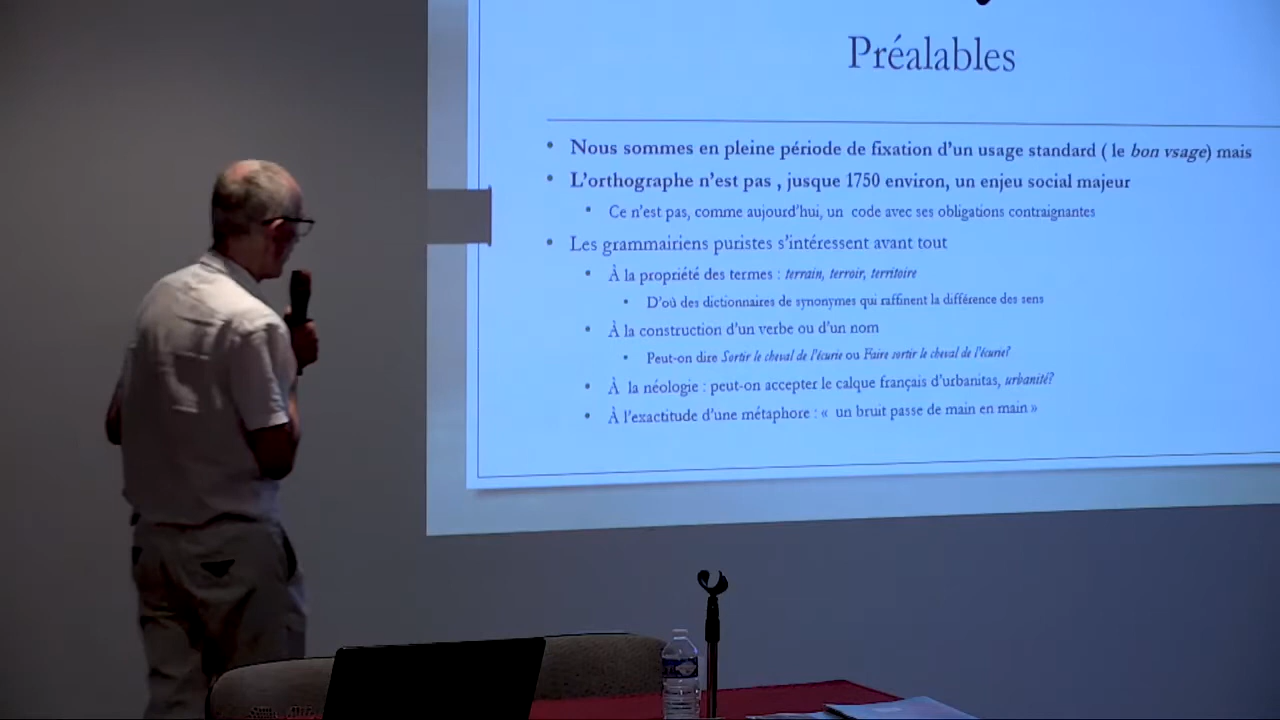 Préalables
• Nous sommes en pleine période de fixation d'un usage standard ( le bon vsage) mais
• L'orthographe n'est pas , jusque 1750 environ, un enjeu social majeur
• Ce n'est pas, comme aujourd'hui, un code avec ses obligations contraignantes
• Les grammairiens puristes s'intéressent avant tout
• À la propriété des termes : terrain, terroir, territoire
• D'où des dictionnaires de synonymes qui raffinent la différence des sens
• À la construction d'un verbe ou d'un nom
• Peut-on dire Sortir le cheval de l'écurie ou Faire sortir le cheval de l'écurie?
• À la néologie : peut-on accepter le calque français d'urbanitas, urbanité?
• À l'exactitude d'une métaphore : « un bruit passe de main en main »